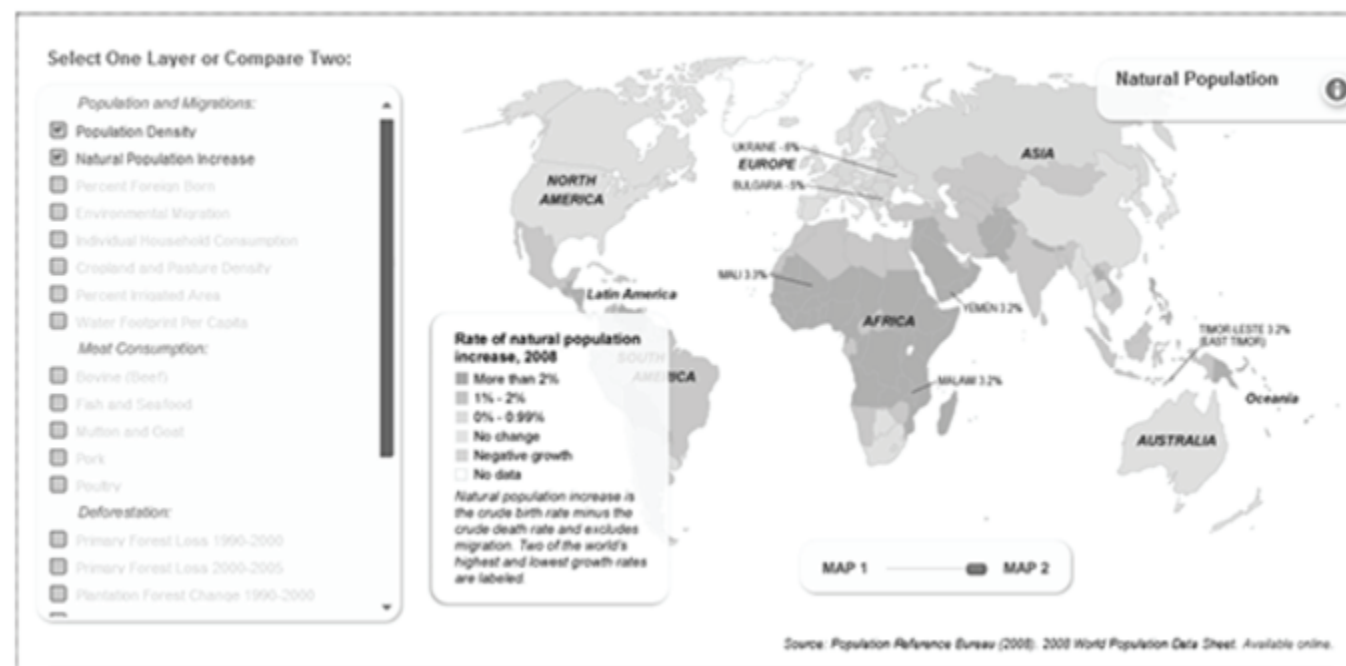 Select One Layer or Compare Two:
Population and Migrations:
Population Density
Natural Population Increase
Percent Foreign Born
Environmental Migration
Individual Household Consumption
Cropland and Pasture Density
Percent Irrigated Area
Water Footprint Per Capita
Meat Consumption:
Bovine (Beef)
Fish and Seafood
Mutton and Goat
Pork
Poultry
Deforestation:
Primary Forest Loss 1990-2000
Primary Forest Loss 2000-2005
Plantation Forest Change 1990-2000
Natural Population
NORTH
AMERICA
UKRAINE -.6%
EUROPE
BULGARIA -.5%
ASIA
MALI 3.3%
Latin America
AFRICA
YEMEN 3.2%
TIMOR-LESTE 3.2%
(EAST TIMOR)
SOUTH
AMERICA
MALAWI 3.2%
Oceania
AUSTRALIA
Rate of natural population
increase, 2008
More than 2%
1% - 2%
0% - 0.99%
No change
Negative growth
No data
Natural population increase is
the crude birth rate minus the
crude death rate and excludes
migration. Two of the world's
highest and lowest growth rates
are labeled.
MAP 1
MAP 2
Source: Population Reference Bureau (2008). 2008 World Population Data Sheet. Available online.